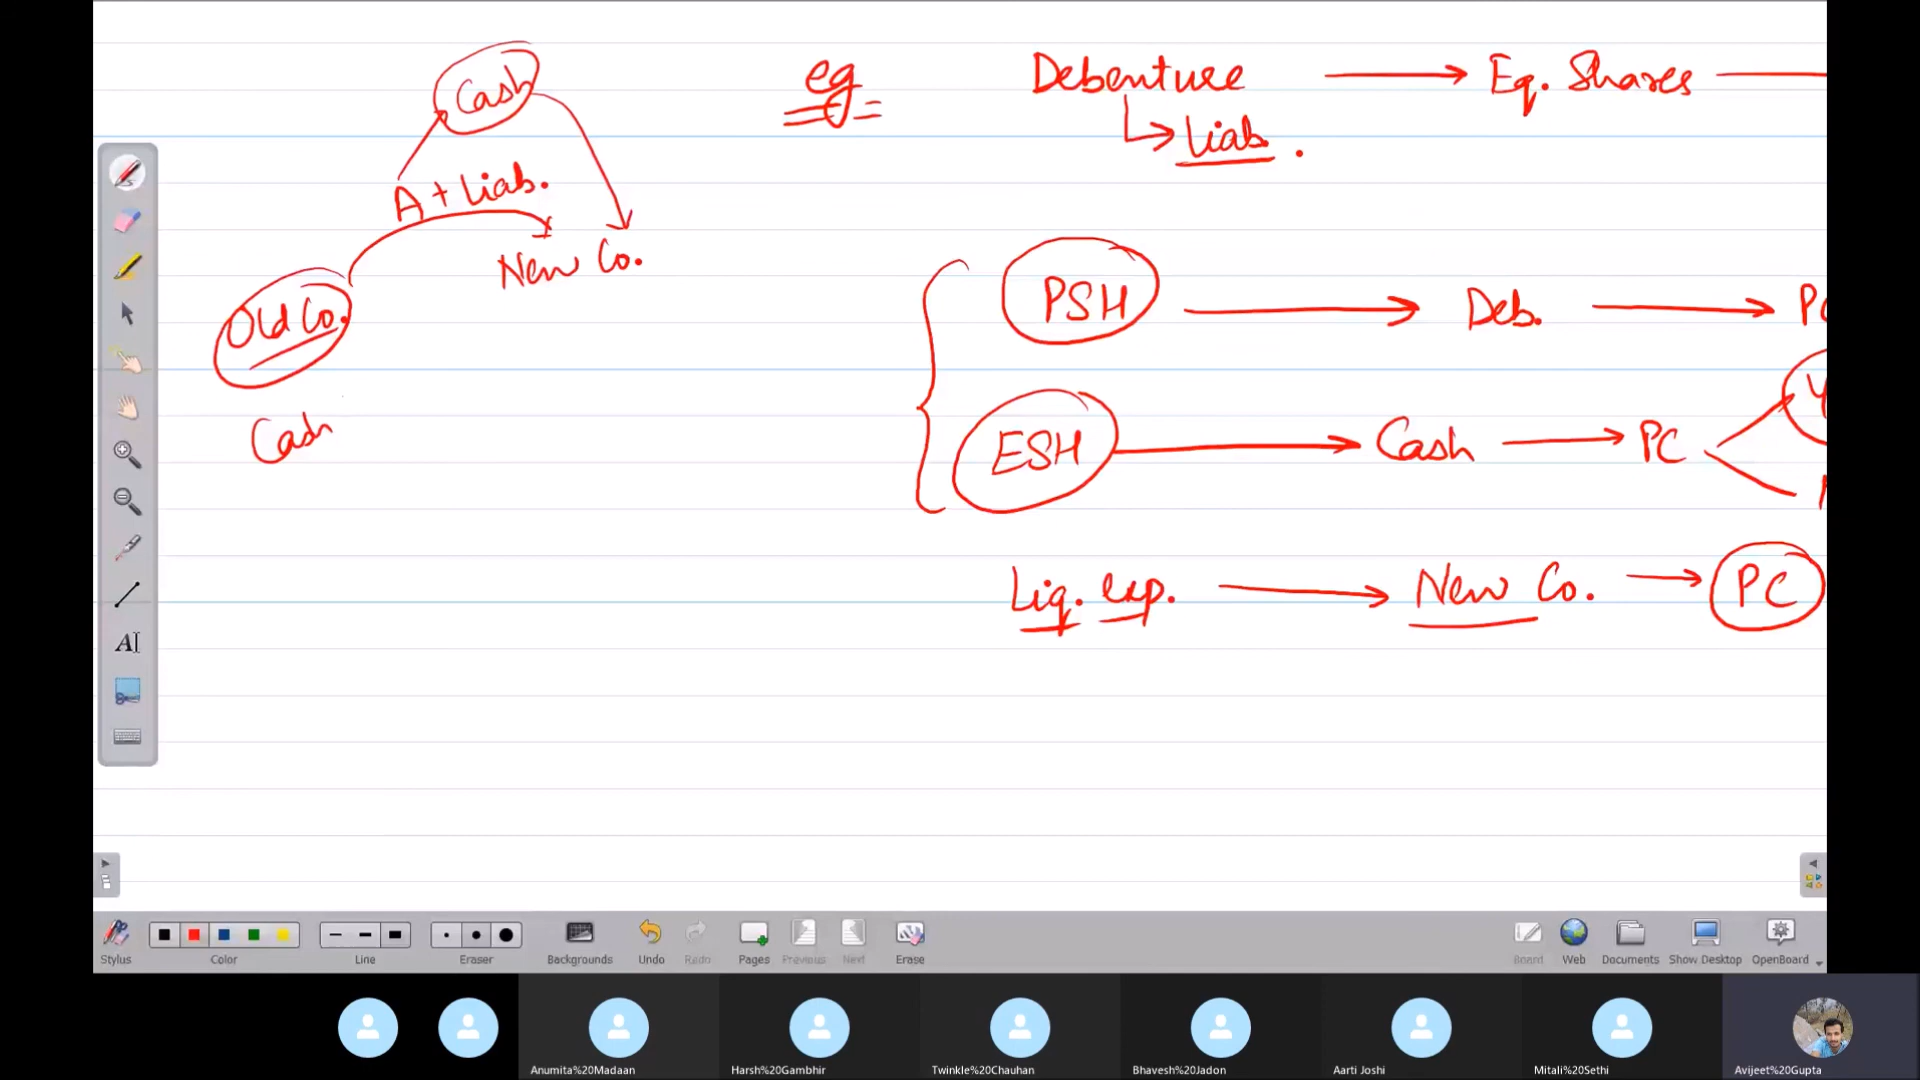 Cash
eg
Debenture → Eq. Shares
Liab.
A + Liab.
New Co.
PSH → Deb. → PC
Old Co.
Cash
ESH → Cash → PC
Liq. exp. → New Co. → PC
A
Stylus
Color
Line
Eraser
Backgrounds
Undo
Redo
Pages
Previous
Next
Erase
Board
Web
Documents
Show Desktop
OpenBoard
Anumita%20Madaan
Harsh%20Gambhir
Twinkle%20Chauhan
Bhavesh%20Jadon
Aarti Joshi
Mitali%20Sethi
Avijeet%20Gupta